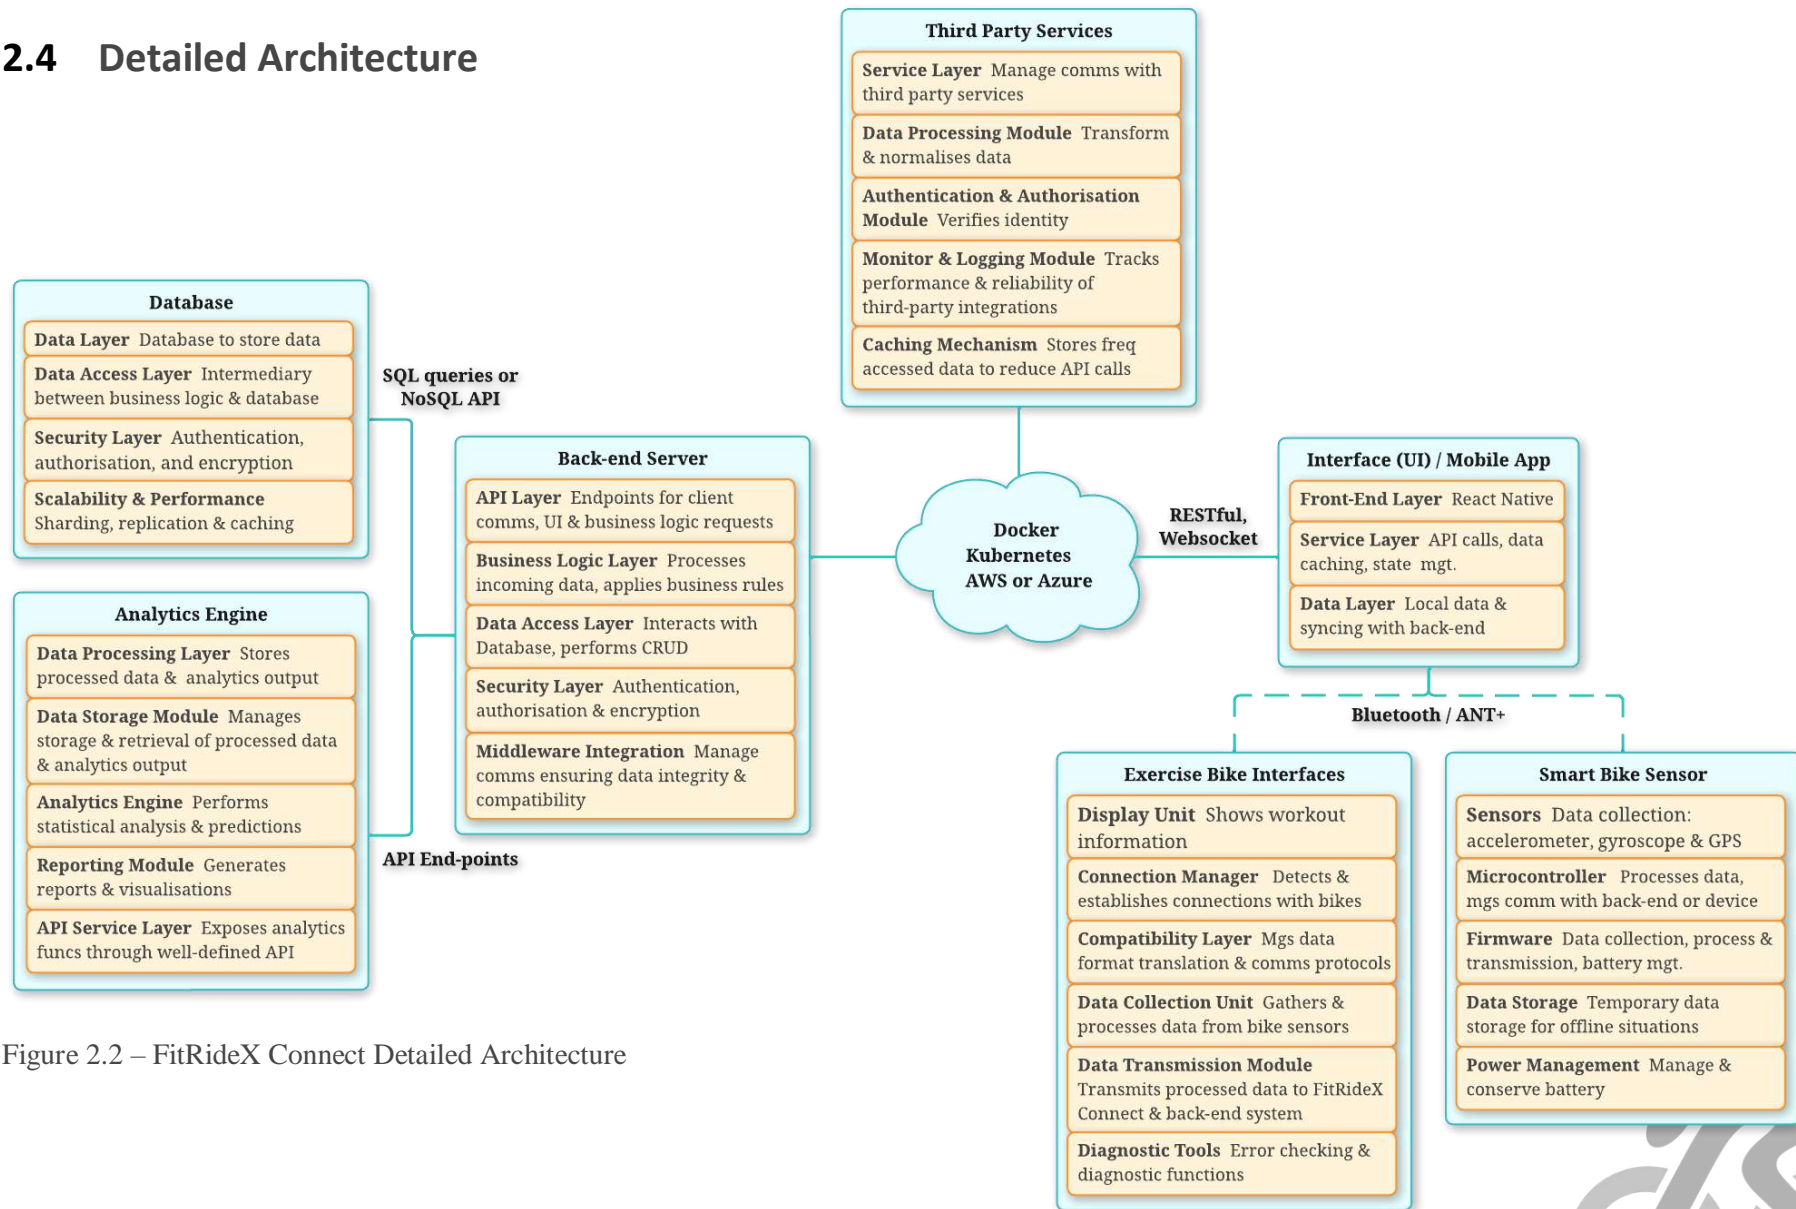 2.4 Detailed Architecture
Third Party Services
Service Layer Manage comms with
third party services
Data Processing Module Transform
& normalises data
Authentication & Authorisation
Module Verifies identity
Monitor & Logging Module Tracks
performance & reliability of
third-party integrations
Caching Mechanism Stores freq
accessed data to reduce API calls
Database
Data Layer Database to store data
Data Access Layer Intermediary
between business logic & database
Security Layer Authentication,
authorisation, and encryption
Scalability & Performance
Sharding, replication & caching
SQL queries or
NoSQL API
Analytics Engine
Data Processing Layer Stores
processed data & analytics output
Data Storage Module Manages
storage & retrieval of processed data
& analytics output
Analytics Engine Performs
statistical analysis & predictions
Reporting Module Generates
reports & visualisations
API Service Layer Exposes analytics
funcs through well-defined API
API End-points
Back-end Server
API Layer Endpoints for client
comms, UI & business logic requests
Business Logic Layer Processes
incoming data, applies business rules
Data Access Layer Interacts with
Database, performs CRUD
Security Layer Authentication,
authorisation & encryption
Middleware Integration Manage
comms ensuring data integrity &
compatibility
Docker
Kubernetes
AWS or Azure
RESTful,
Websocket
Interface (UI) / Mobile App
Front-End Layer React Native
Service Layer API calls, data
caching, state mgt.
Data Layer Local data &
syncing with back-end
Bluetooth / ANT+
Exercise Bike Interfaces
Display Unit Shows workout
information
Connection Manager Detects &
establishes connections with bikes
Compatibility Layer Mgs data
format translation & comms protocols
Data Collection Unit Gathers &
processes data from bike sensors
Data Transmission Module
Transmits processed data to FitRideX
Connect & back-end system
Diagnostic Tools Error checking &
diagnostic functions
Smart Bike Sensor
Sensors Data collection:
accelerometer, gyroscope & GPS
Microcontroller Processes data,
mgs comm with back-end or device
Firmware Data collection, process &
transmission, battery mgt.
Data Storage Temporary data
storage for offline situations
Power Management Manage &
conserve battery
Figure 2.2 – FitRideX Connect Detailed Architecture